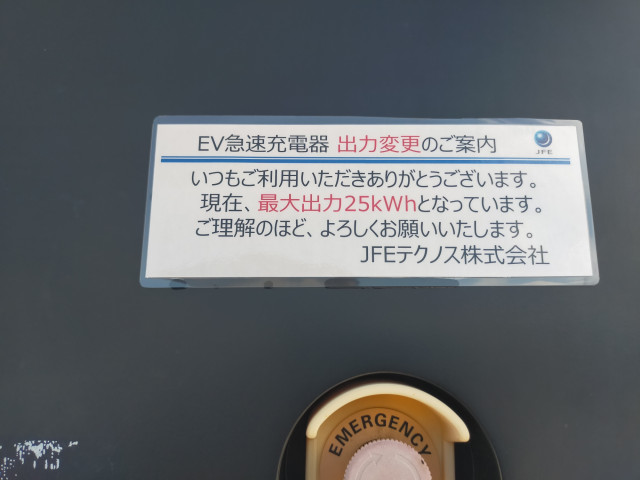 EV急速充電器 出力変更のご案内
JFE
いつもご利用いただきありがとうございます。
現在、最大出力25kWhとなっています。
ご理解のほど、よろしくお願いいたします。
JFEテクノス株式会社
EMERGENCY